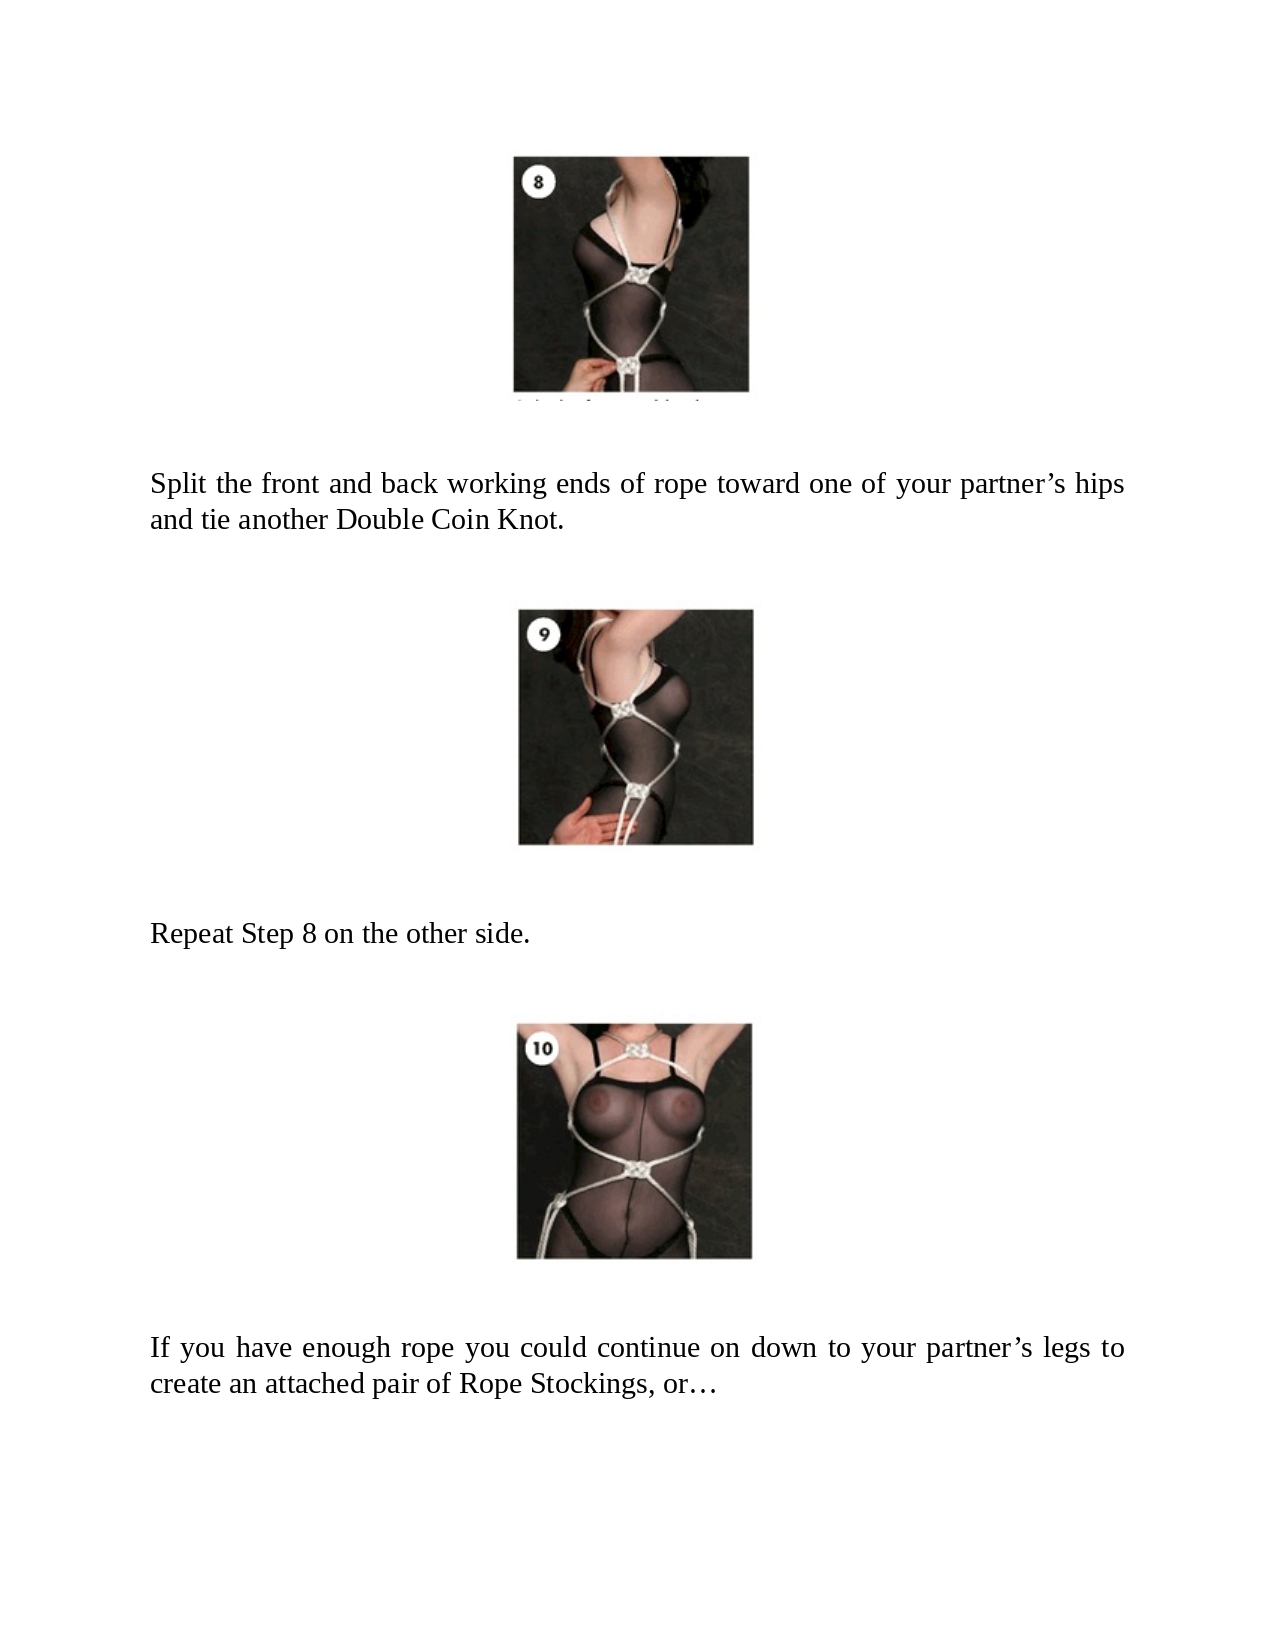 8
Split the front and back working ends of rope toward one of your partner’s hips
and tie another Double Coin Knot.
9
Repeat Step 8 on the other side.
10
If you have enough rope you could continue on down to your partner’s legs to
create an attached pair of Rope Stockings, or…